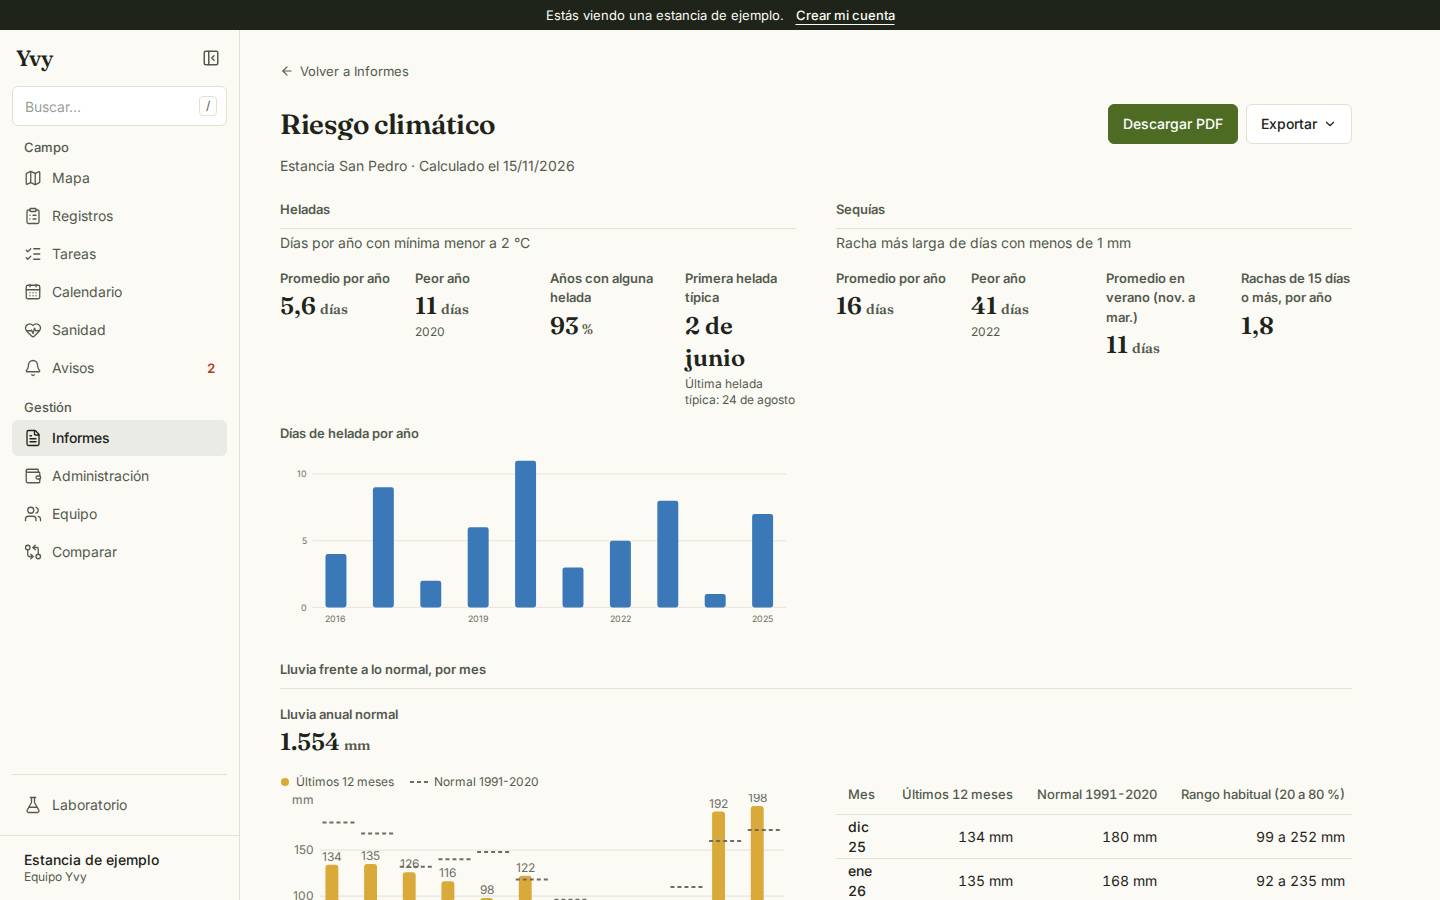 Estás viendo una estancia de ejemplo. Crear mi cuenta
Yvy
Buscar... /
Campo
Mapa
Registros
Tareas
Calendario
Sanidad
Avisos 2
Gestión
Informes
Administración
Equipo
Comparar
Laboratorio
Estancia de ejemplo
Equipo Yvy
Volver a Informes
Riesgo climático
Descargar PDF
Exportar
Estancia San Pedro · Calculado el 15/11/2026
Heladas
Días por año con mínima menor a 2 °C
Promedio por año
5,6 días
Peor año
11 días
2020
Años con alguna
helada
93 %
Primera helada
típica
2 de
junio
Última helada
típica: 24 de agosto
Sequías
Racha más larga de días con menos de 1 mm
Promedio por año
16 días
Peor año
41 días
2022
Promedio en
verano (nov. a
mar.)
11 días
Rachas de 15 días
o más, por año
1,8
Días de helada por año
10
5
0
2016 2019 2022 2025
Lluvia frente a lo normal, por mes
Lluvia anual normal
1.554 mm
Últimos 12 meses Normal 1991-2020
mm
150
100
134 135 126 116 98 122 192 198
Mes Últimos 12 meses Normal 1991-2020 Rango habitual (20 a 80 %)
dic
25 134 mm 180 mm 99 a 252 mm
ene
26 135 mm 168 mm 92 a 235 mm